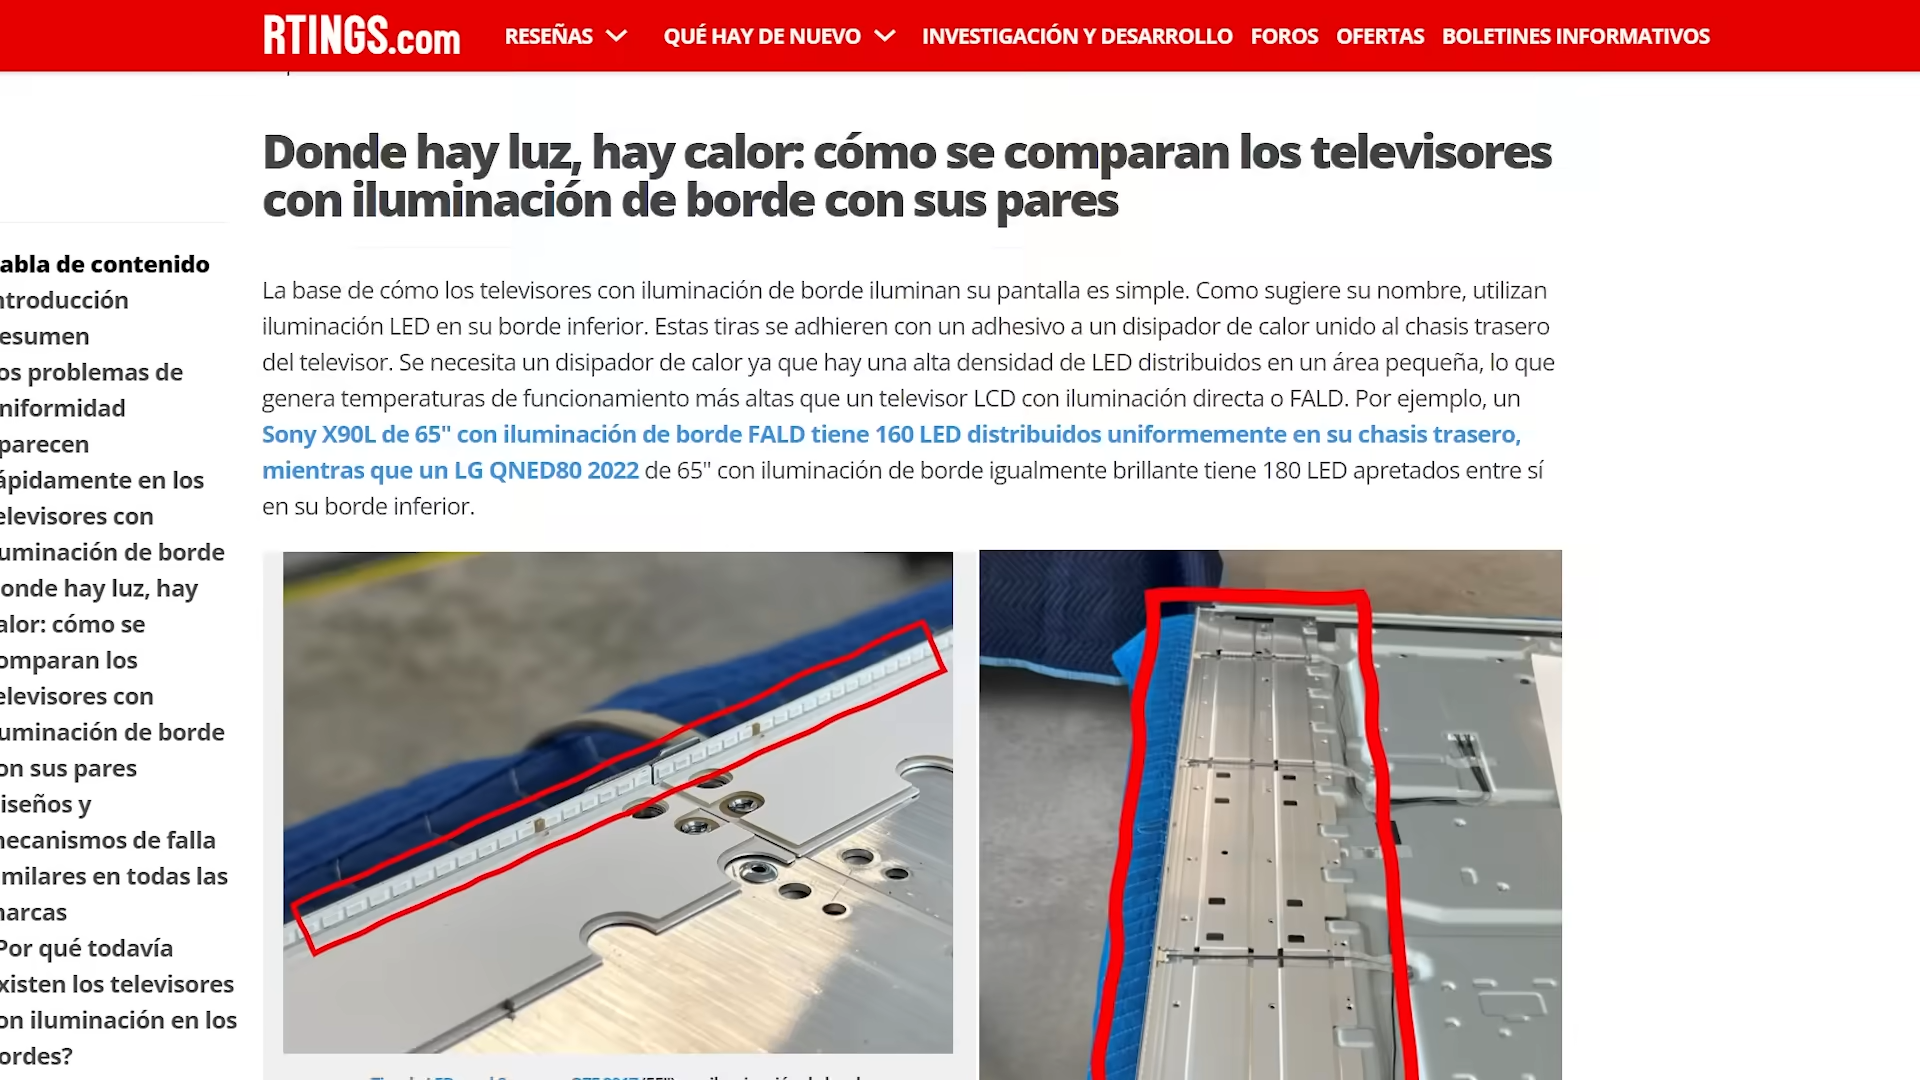 RTINGS.com
RESEÑAS
QUÉ HAY DE NUEVO
INVESTIGACIÓN Y DESARROLLO
FOROS
OFERTAS
BOLETINES INFORMATIVOS
Donde hay luz, hay calor: cómo se comparan los televisores
con iluminación de borde con sus pares
abla de contenido
ntroducción
esumen
os problemas de
niformidad
parecen
ápidamente en los
elevisores con
uminación de borde
onde hay luz, hay
alor: cómo se
omparan los
elevisores con
uminación de borde
on sus pares
iseños y
mecanismos de falla
milares en todas las
marcas
Por qué todavía
xisten los televisores
on iluminación en los
ordes?
La base de cómo los televisores con iluminación de borde iluminan su pantalla es simple. Como sugiere su nombre, utilizan
iluminación LED en su borde inferior. Estas tiras se adhieren con un adhesivo a un disipador de calor unido al chasis trasero
del televisor. Se necesita un disipador de calor ya que hay una alta densidad de LED distribuidos en un área pequeña, lo que
genera temperaturas de funcionamiento más altas que un televisor LCD con iluminación directa o FALD. Por ejemplo, un
Sony X90L de 65" con iluminación de borde FALD tiene 160 LED distribuidos uniformemente en su chasis trasero,
mientras que un LG QNED80 2022 de 65" con iluminación de borde igualmente brillante tiene 180 LED apretados entre sí
en su borde inferior.